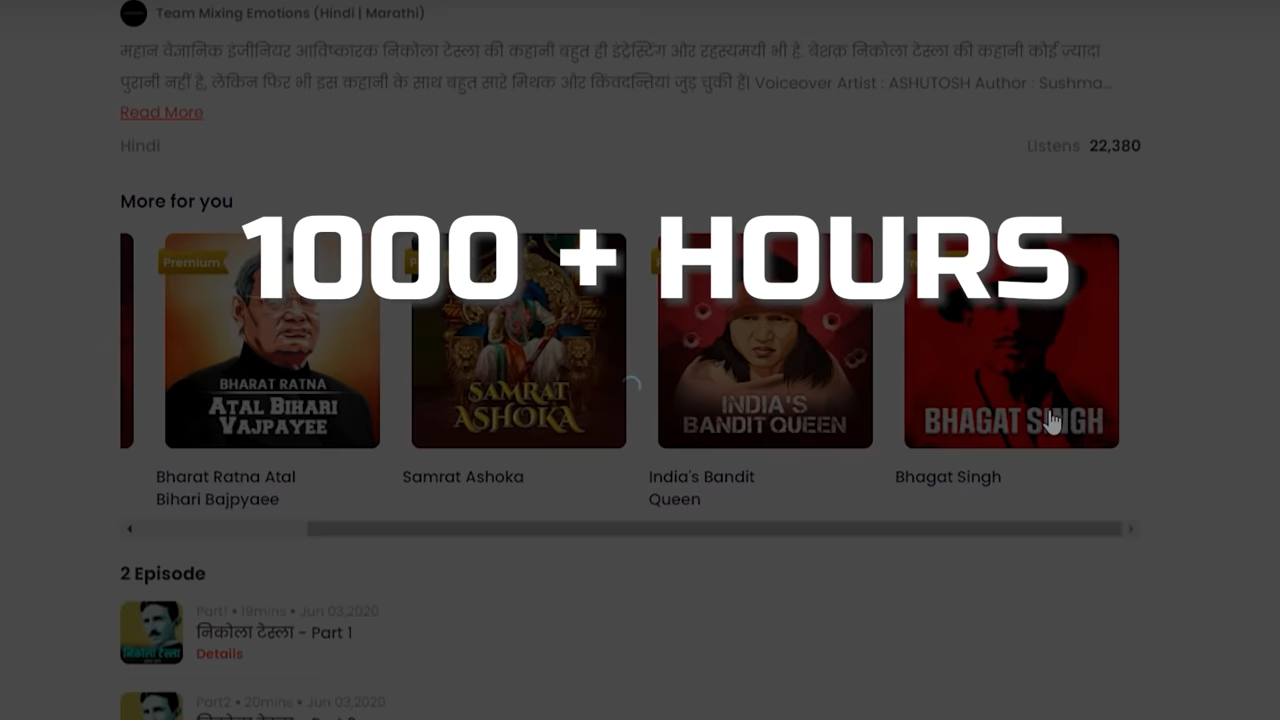 Team Mixing Emotions (Hindi | Marathi)
महान वैज्ञानिक इंजीनियर आविष्कारक निकोला टेस्ला की कहानी बहुत ही इंट्रेस्टिंग और रहस्यमयी भी है. बेशक़ निकोला टेस्ला की कहानी कोई ज़्यादा
पुरानी नहीं है, लेकिन फिर भी इस कहानी के साथ बहुत सारे मिथक और किंवदन्तियां जुड़ चुकी हैं| Voiceover Artist : ASHUTOSH Author : Sushma...
Read More
Hindi
Listens 22,380
More for you
1000 + HOURS
Premium
BHARAT RATNA
ATAL BIHARI
VAJPAYEE
SAMRAT
ASHOKA
INDIA'S
BANDIT QUEEN
BHAGAT SINGH
Bharat Ratna Atal
Bihari Bajpyaee
Samrat Ashoka
India's Bandit
Queen
Bhagat Singh
2 Episode
Part1 • 19mins • Jun 03,2020
निकोला टेस्ला - Part 1
Details
निकोला टेस्ला
Part2 • 20mins • Jun 03,2020